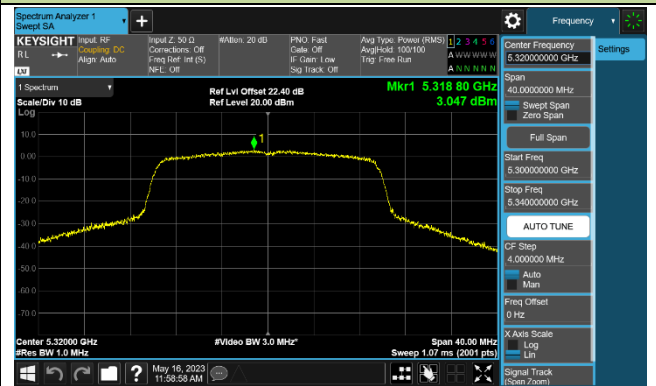 Spectrum Analyzer 1
Swept SA
Frequency
KEYSIGHT
RL
LXI
Input: RF
Coupling: DC
Align: Auto
Input Z: 50 Ω
Corrections: Off
Freq Ref: Int (S)
NFE: Off
#Atten: 20 dB
PNO: Fast
Gate: Off
IF Gain: Low
Sig Track: Off
Avg Type: Power (RMS)
Avg|Hold: 100/100
Trig: Free Run
1 2 3 4 5 6
A W W W W W
A N N N N N
1 Spectrum
Scale/Div 10 dB
Log
Ref Lvl Offset 22.40 dB
Ref Level 20.00 dBm
Mkr1 5.318 80 GHz
3.047 dBm
1
10.0
0.00
-10.0
-20.0
-30.0
-40.0
-50.0
-60.0
-70.0
Center 5.32000 GHz
#Res BW 1.0 MHz
#Video BW 3.0 MHz*
Span 40.00 MHz
Sweep 1.07 ms (2001 pts)
May 16, 2023
11:58:58 AM
Center Frequency
5.320000000 GHz
Settings
Span
40.0000000 MHz
Swept Span
Zero Span
Full Span
Start Freq
5.300000000 GHz
Stop Freq
5.340000000 GHz
AUTO TUNE
CF Step
4.000000 MHz
Auto
Man
Freq Offset
0 Hz
X Axis Scale
Log
Lin
Signal Track
(Span Zoom)